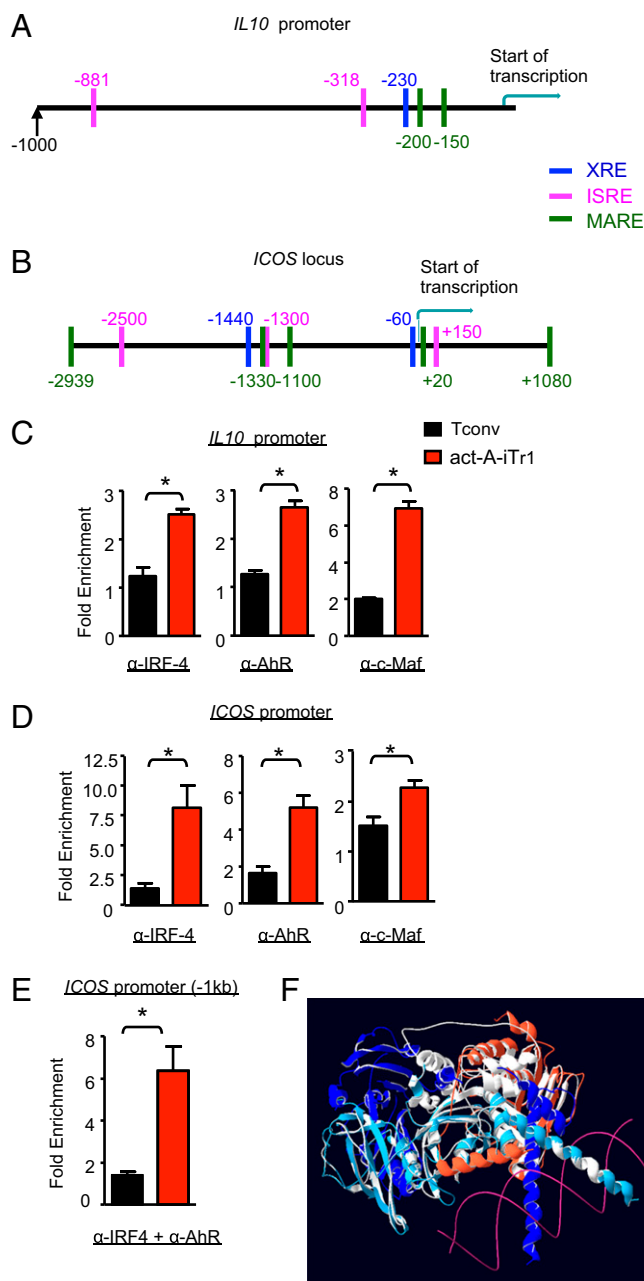 A
IL10 promoter
-881
-318
-230
Start of
transcription
-1000
-200
-150
XRE
ISRE
MARE
B
ICOS locus
Start of
transcription
-2500
-1440
-1300
-60
+150
-2939
-1330
-1100
+20
+1080
C
IL10 promoter
Tconv
act-A-iTr1
Fold Enrichment
3
2
1
0
*
α-IRF-4
3
2
1
0
*
α-AhR
8
6
4
2
0
*
α-c-Maf
D
ICOS promoter
Fold Enrichment
12.5
10.0
7.5
5.0
2.5
0
*
α-IRF-4
8
6
4
2
0
*
α-AhR
3
2
1
0
*
α-c-Maf
E
ICOS promoter (-1kb)
Fold Enrichment
8
6
4
2
0
*
α-IRF4 + α-AhR
F